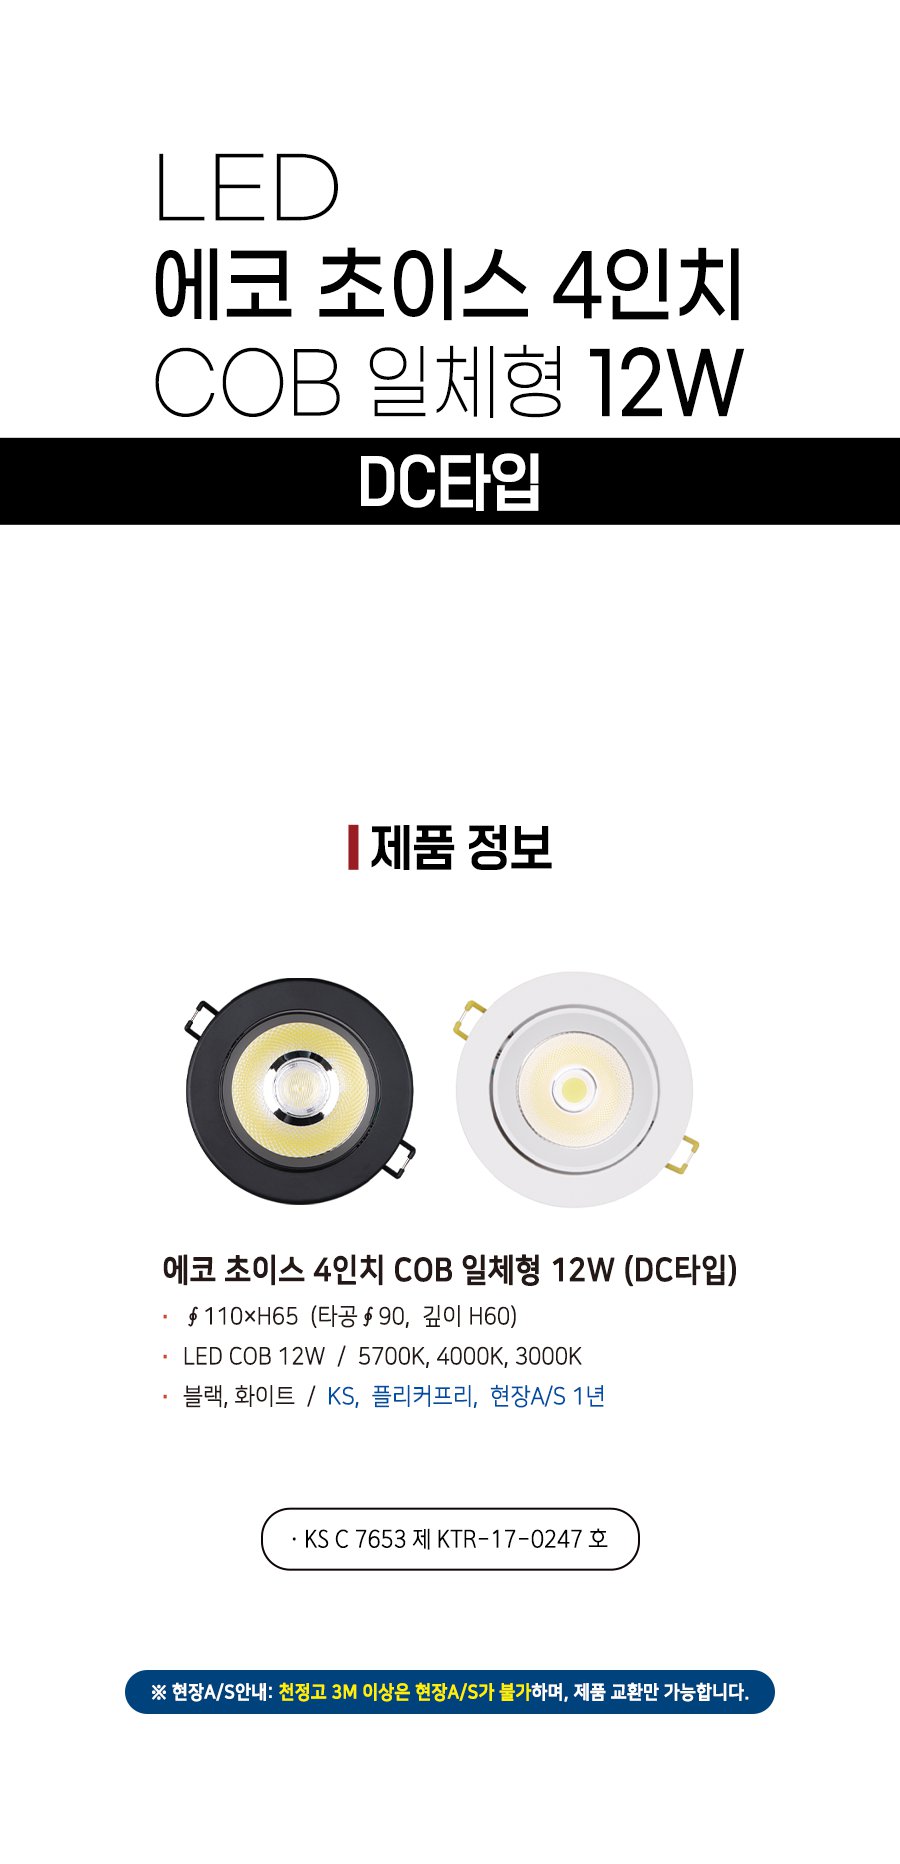 LED
에코 초이스 4인치
COB 일체형 12W
DC타입
제품 정보
에코 초이스 4인치 COB 일체형 12W (DC타입)
· ∮110×H65 (타공∮90, 깊이 H60)
· LED COB 12W / 5700K, 4000K, 3000K
· 블랙, 화이트 / KS, 플리커프리, 현장A/S 1년
· KS C 7653 제 KTR-17-0247 호
※ 현장A/S안내: 천정고 3M 이상은 현장A/S가 불가하며, 제품 교환만 가능합니다.